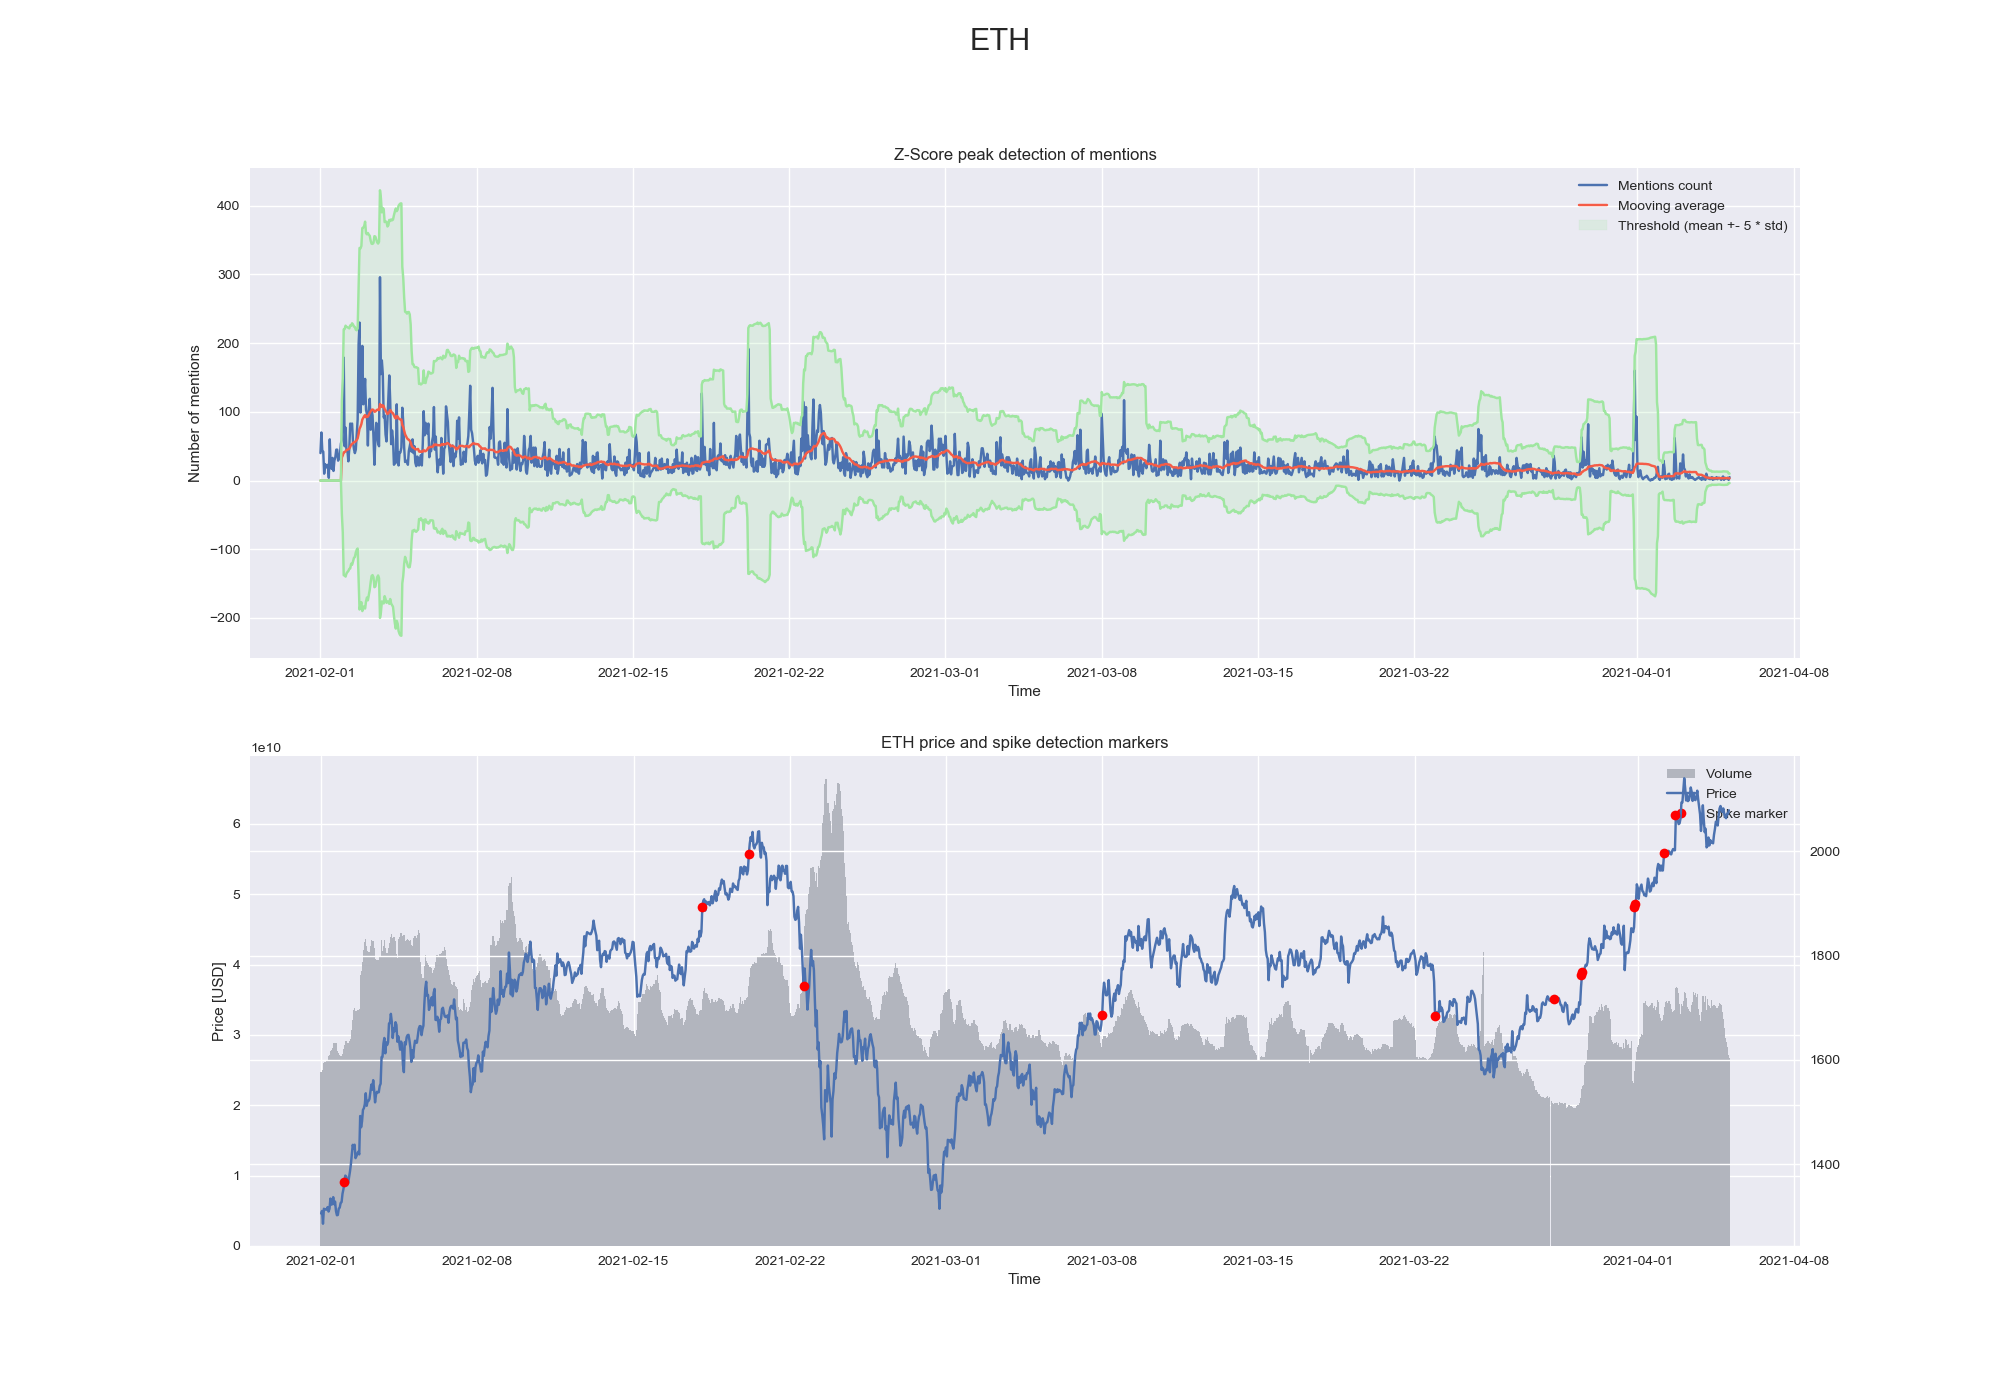 ETH
Z-Score peak detection of mentions
Mentions count
Mooving average
Threshold (mean +- 5 * std)
Number of mentions
400
300
200
100
0
−100
−200
2021-02-01 2021-02-08 2021-02-15 2021-02-22 2021-03-01 2021-03-08 2021-03-15 2021-03-22 2021-04-01 2021-04-08
Time
ETH price and spike detection markers
1e10
Volume
Price
Spike marker
Price [USD]
6
5
4
3
2
1
0
2000
1800
1600
1400
2021-02-01 2021-02-08 2021-02-15 2021-02-22 2021-03-01 2021-03-08 2021-03-15 2021-03-22 2021-04-01 2021-04-08
Time